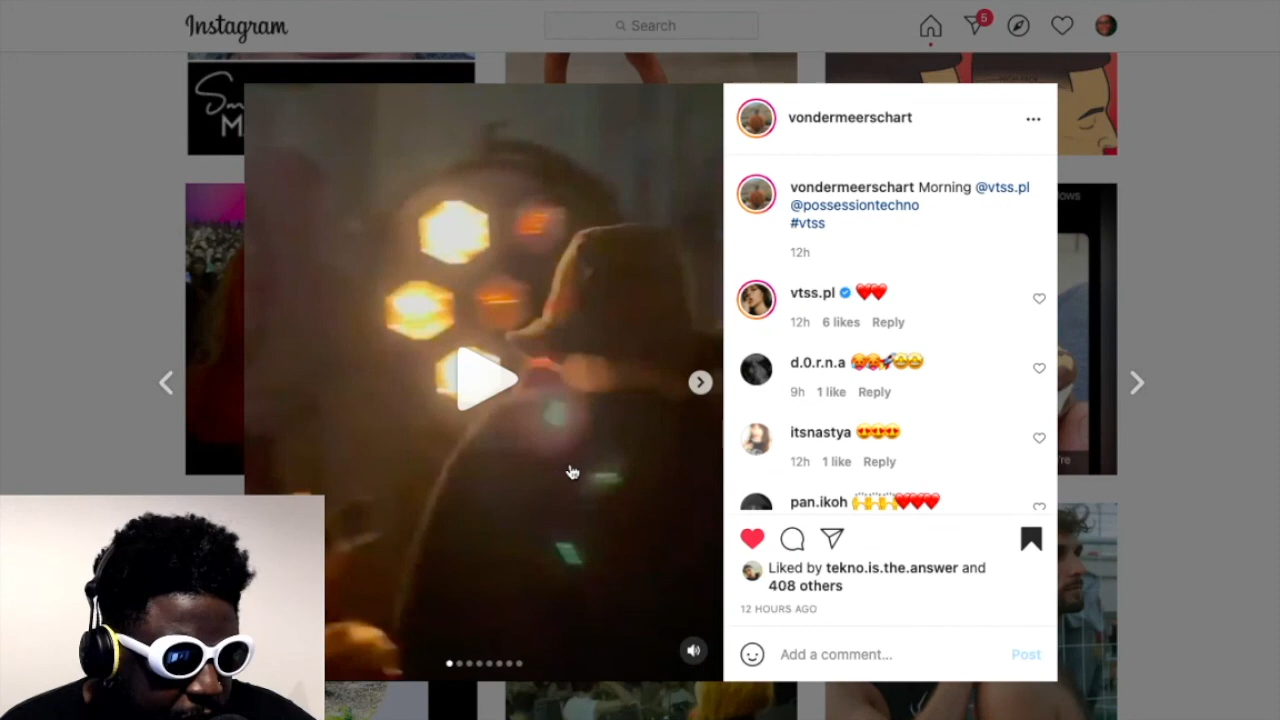 Instagram
Search
5
vondermeerschart
vondermeerschart Morning @vtss.pl
@possessiontechno
#vtss
12h
vtss.pl ❤️❤️
12h 6 likes Reply
d.0.r.n.a 🥵🥵🚀🤩🤩
9h 1 like Reply
itsnastya 😍😍😍
12h 1 like Reply
pan.ikoh 🙌🙌🙌❤️❤️❤️
Liked by tekno.is.the.answer and
408 others
12 HOURS AGO
Add a comment...
Post